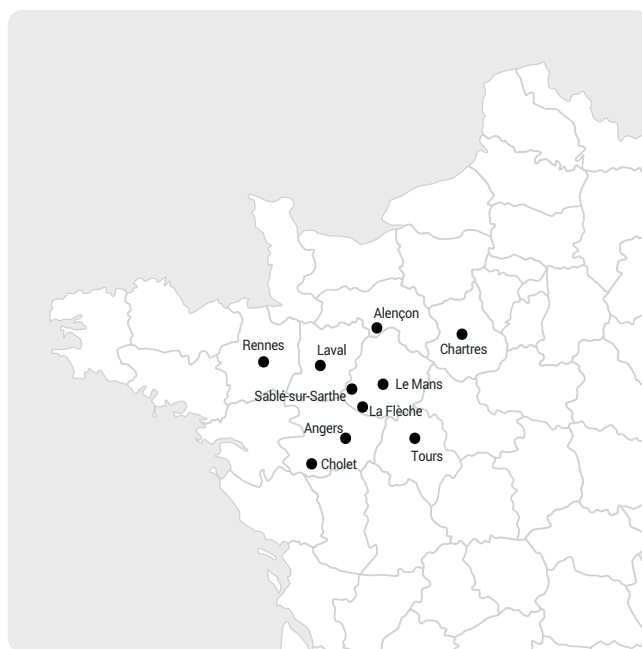 Alençon
Rennes
Laval
Chartres
Sablé-sur-Sarthe
Le Mans
La Flèche
Angers
Tours
Cholet